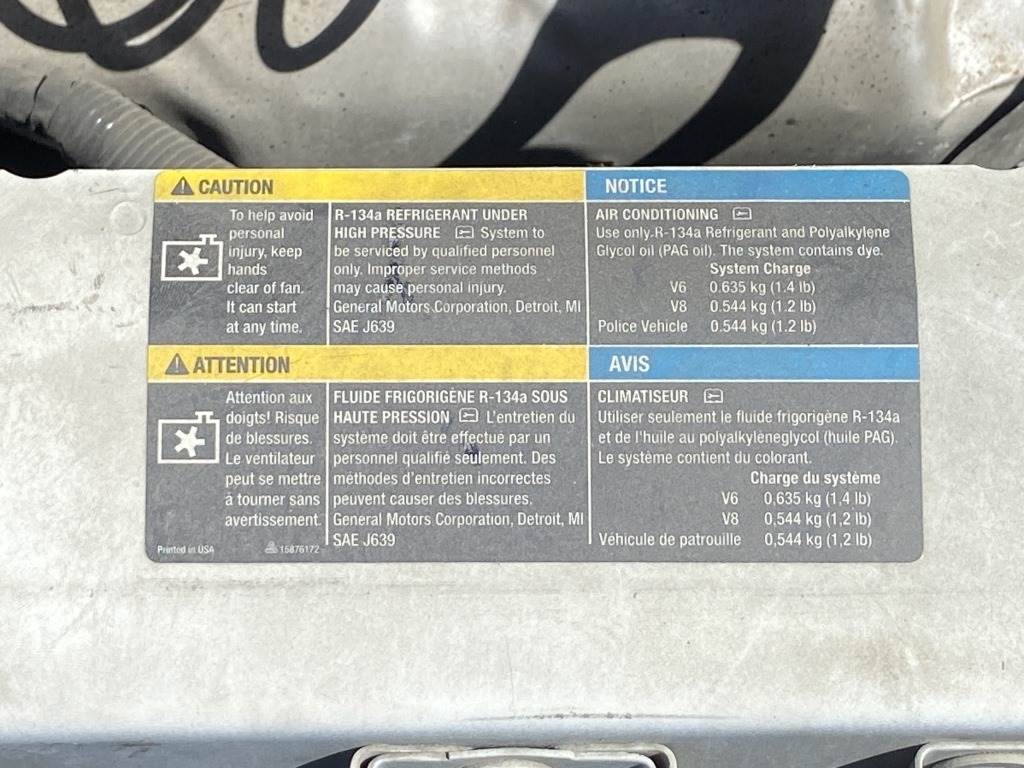 CAUTION
To help avoid
personal
injury, keep
hands
clear of fan.
It can start
at any time.
R-134a REFRIGERANT UNDER
HIGH PRESSURE System to
be serviced by qualified personnel
only. Improper service methods
may cause personal injury.
General Motors Corporation, Detroit, MI
SAE J639
NOTICE
AIR CONDITIONING
Use only R-134a Refrigerant and Polyalkylene
Glycol oil (PAG oil). The system contains dye.
System Charge
V6 0.635 kg (1.4 lb)
V8 0.544 kg (1.2 lb)
Police Vehicle 0.544 kg (1.2 lb)
ATTENTION
Attention aux
doigts! Risque
de blessures.
Le ventilateur
peut se mettre
à tourner sans
avertissement.
FLUIDE FRIGORIGÈNE R-134a SOUS
HAUTE PRESSION L'entretien du
système doit être effectué par un
personnel qualifié seulement. Des
méthodes d'entretien incorrectes
peuvent causer des blessures.
General Motors Corporation, Detroit, MI
SAE J639
AVIS
CLIMATISEUR
Utiliser seulement le fluide frigorigène R-134a
et de l'huile au polyalkylèneglycol (huile PAG).
Le système contient du colorant.
Charge du système
V6 0,635 kg (1,4 lb)
V8 0,544 kg (1,2 lb)
Véhicule de patrouille 0,544 kg (1,2 lb)
Printed in USA 15876172